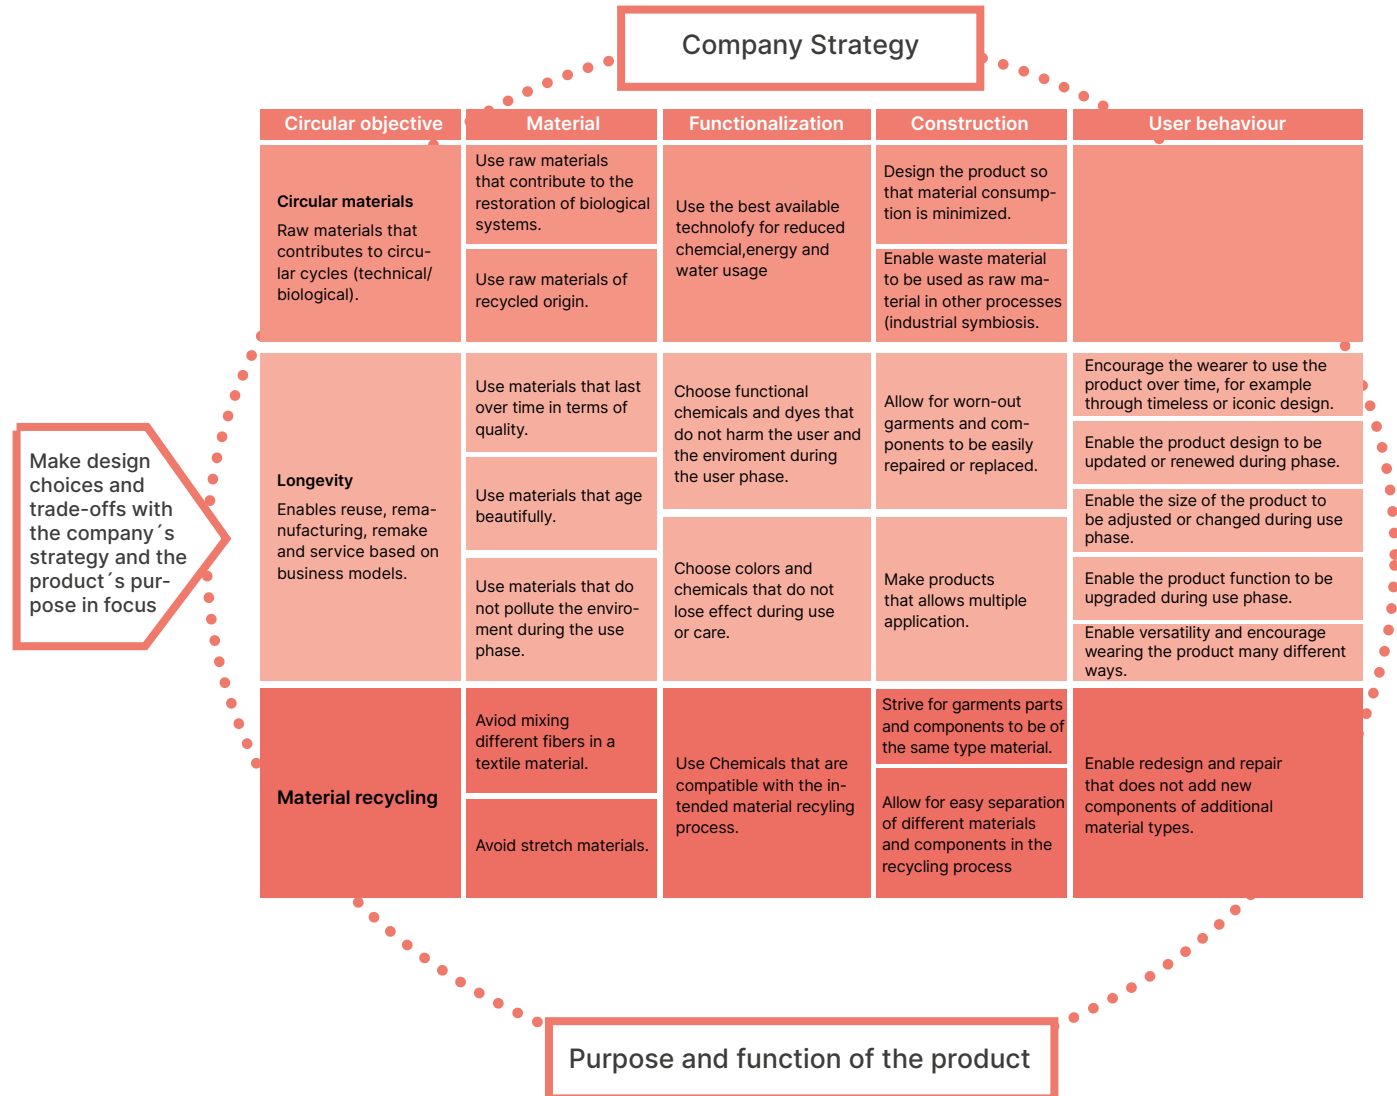 Company Strategy
Circular objective
Material
Functionalization
Construction
User behaviour
Circular materials
Raw materials that
contributes to circu-
lar cycles (technical/
biological).
Use raw materials
that contribute to the
restoration of biological
systems.
Use raw materials of
recycled origin.
Use the best available
technolofy for reduced
chemcial,energy and
water usage
Design the product so
that material consump-
tion is minimized.
Enable waste material
to be used as raw ma-
terial in other processes
(industrial symbiosis.
Make design
choices and
trade-offs with
the company´s
strategy and the
product´s pur-
pose in focus
Longevity
Enables reuse, rema-
nufacturing, remake
and service based on
business models.
Use materials that last
over time in terms of
quality.
Use materials that age
beautifully.
Use materials that do
not pollute the enviro-
ment during the use
phase.
Choose functional
chemicals and dyes that
do not harm the user and
the enviroment during
the user phase.
Choose colors and
chemicals that do not
lose effect during use
or care.
Allow for worn-out
garments and com-
ponents to be easily
repaired or replaced.
Make products
that allows multiple
application.
Encourage the wearer to use the
product over time, for example
through timeless or iconic design.
Enable the product design to be
updated or renewed during phase.
Enable the size of the product to
be adjusted or changed during use
phase.
Enable the product function to be
upgraded during use phase.
Enable versatility and encourage
wearing the product many different
ways.
Material recycling
Aviod mixing
different fibers in a
textile material.
Avoid stretch materials.
Use Chemicals that are
compatible with the in-
tended material recyling
process.
Strive for garments parts
and components to be of
the same type material.
Allow for easy separation
of different materials
and components in the
recycling process
Enable redesign and repair
that does not add new
components of additional
material types.
Purpose and function of the product